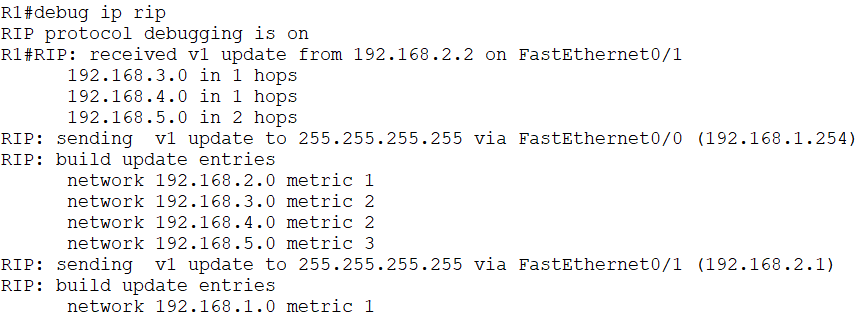 R1#debug ip rip
RIP protocol debugging is on
R1#RIP: received v1 update from 192.168.2.2 on FastEthernet0/1
192.168.3.0 in 1 hops
192.168.4.0 in 1 hops
192.168.5.0 in 2 hops
RIP: sending  v1 update to 255.255.255.255 via FastEthernet0/0 (192.168.1.254)
RIP: build update entries
network 192.168.2.0 metric 1
network 192.168.3.0 metric 2
network 192.168.4.0 metric 2
network 192.168.5.0 metric 3
RIP: sending  v1 update to 255.255.255.255 via FastEthernet0/1 (192.168.2.1)
RIP: build update entries
network 192.168.1.0 metric 1